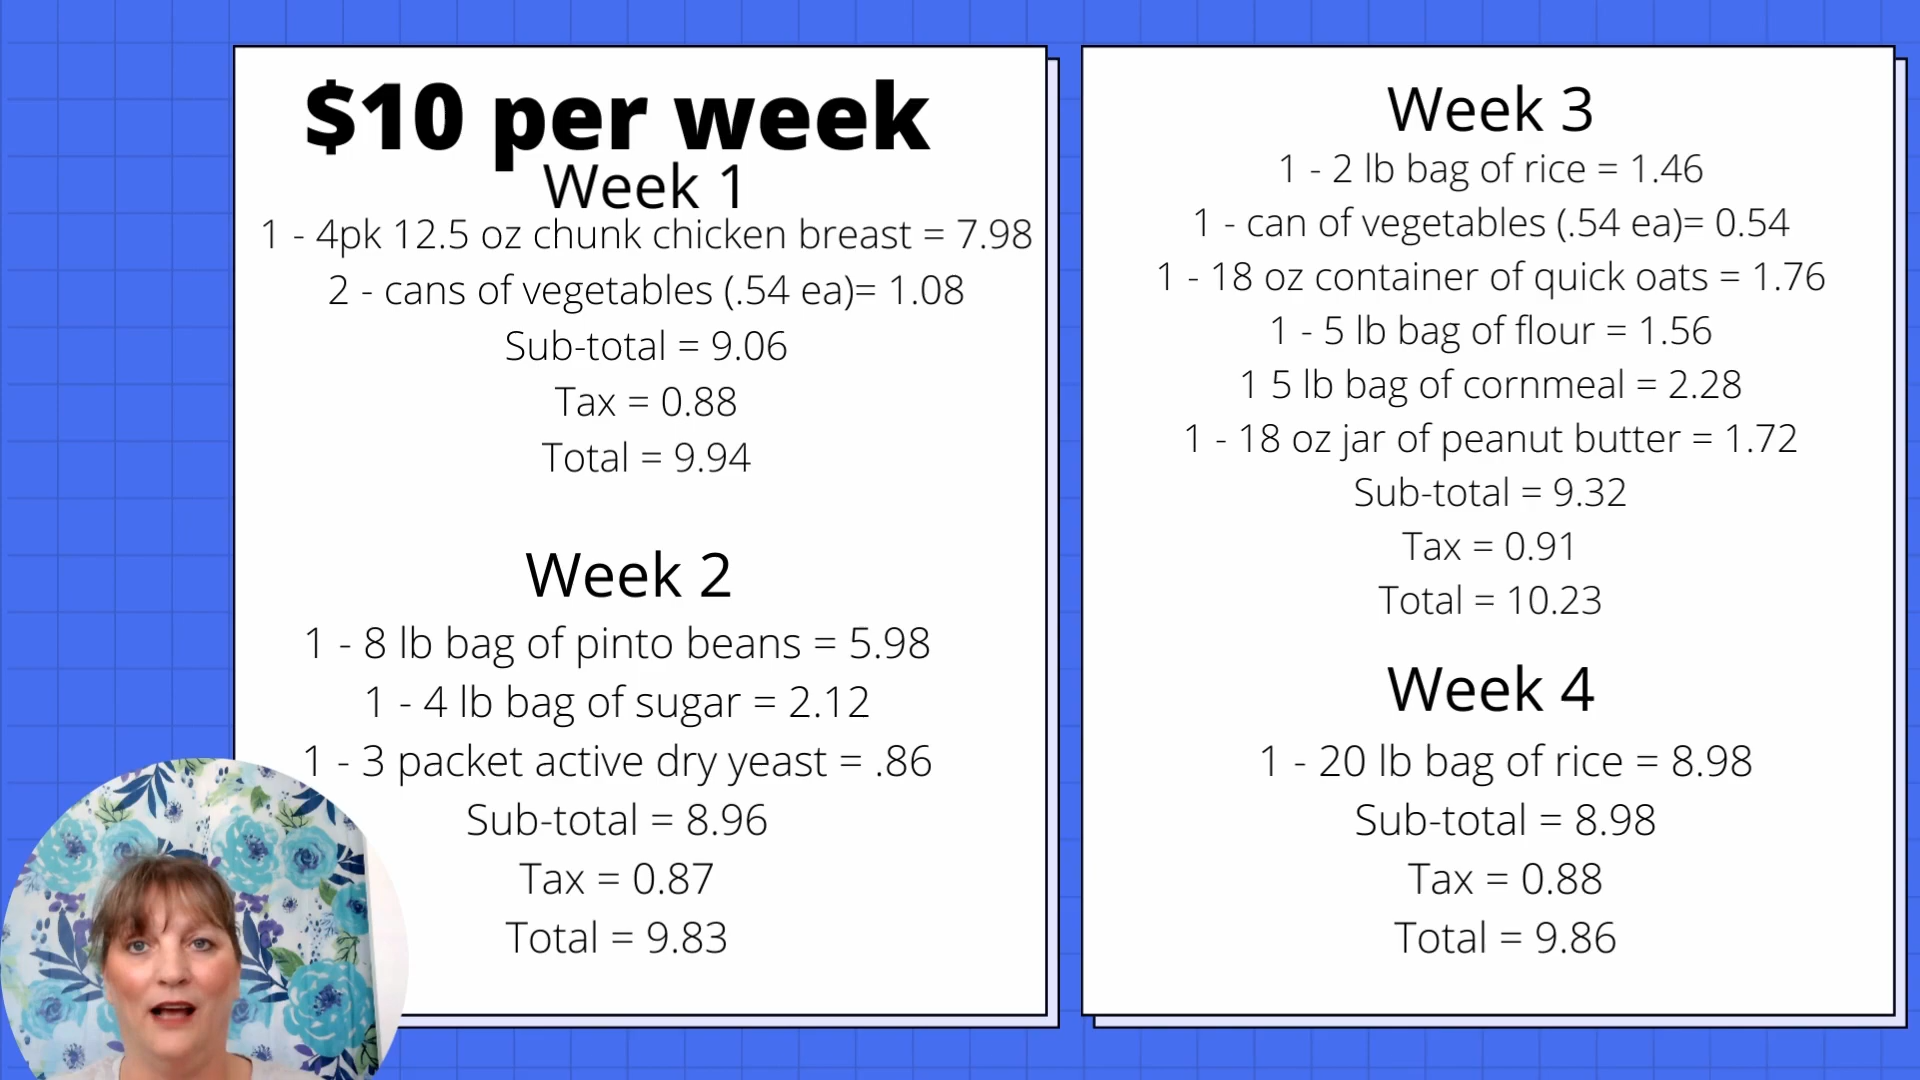 $10 per week
Week 1
1 - 4pk 12.5 oz chunk chicken breast = 7.98
2 - cans of vegetables (.54 ea)= 1.08
Sub-total = 9.06
Tax = 0.88
Total = 9.94
Week 2
1 - 8 lb bag of pinto beans = 5.98
1 - 4 lb bag of sugar = 2.12
1 - 3 packet active dry yeast = .86
Sub-total = 8.96
Tax = 0.87
Total = 9.83
Week 3
1 - 2 lb bag of rice = 1.46
1 - can of vegetables (.54 ea)= 0.54
1 - 18 oz container of quick oats = 1.76
1 - 5 lb bag of flour = 1.56
1 5 lb bag of cornmeal = 2.28
1 - 18 oz jar of peanut butter = 1.72
Sub-total = 9.32
Tax = 0.91
Total = 10.23
Week 4
1 - 20 lb bag of rice = 8.98
Sub-total = 8.98
Tax = 0.88
Total = 9.86